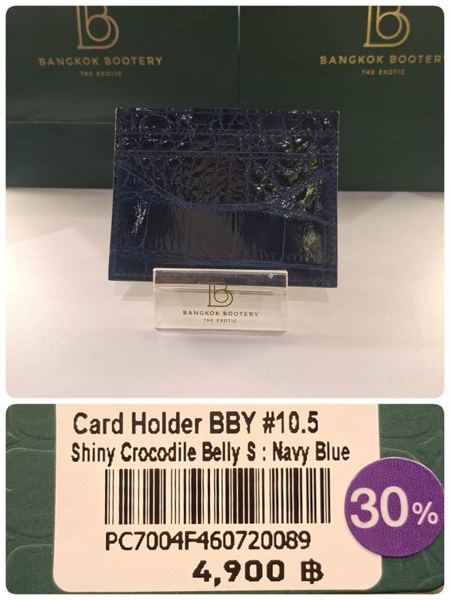 B
BANGKOK BOOTERY
THE EXOTIC
B
BANGKOK BOOTERY
THE EXOTIC
B
BANGKOK BOOTERY
THE EXOTIC
Card Holder BBY #10.5
Shiny Crocodile Belly S : Navy Blue
30%
PC7004F460720089
4,900 ฿